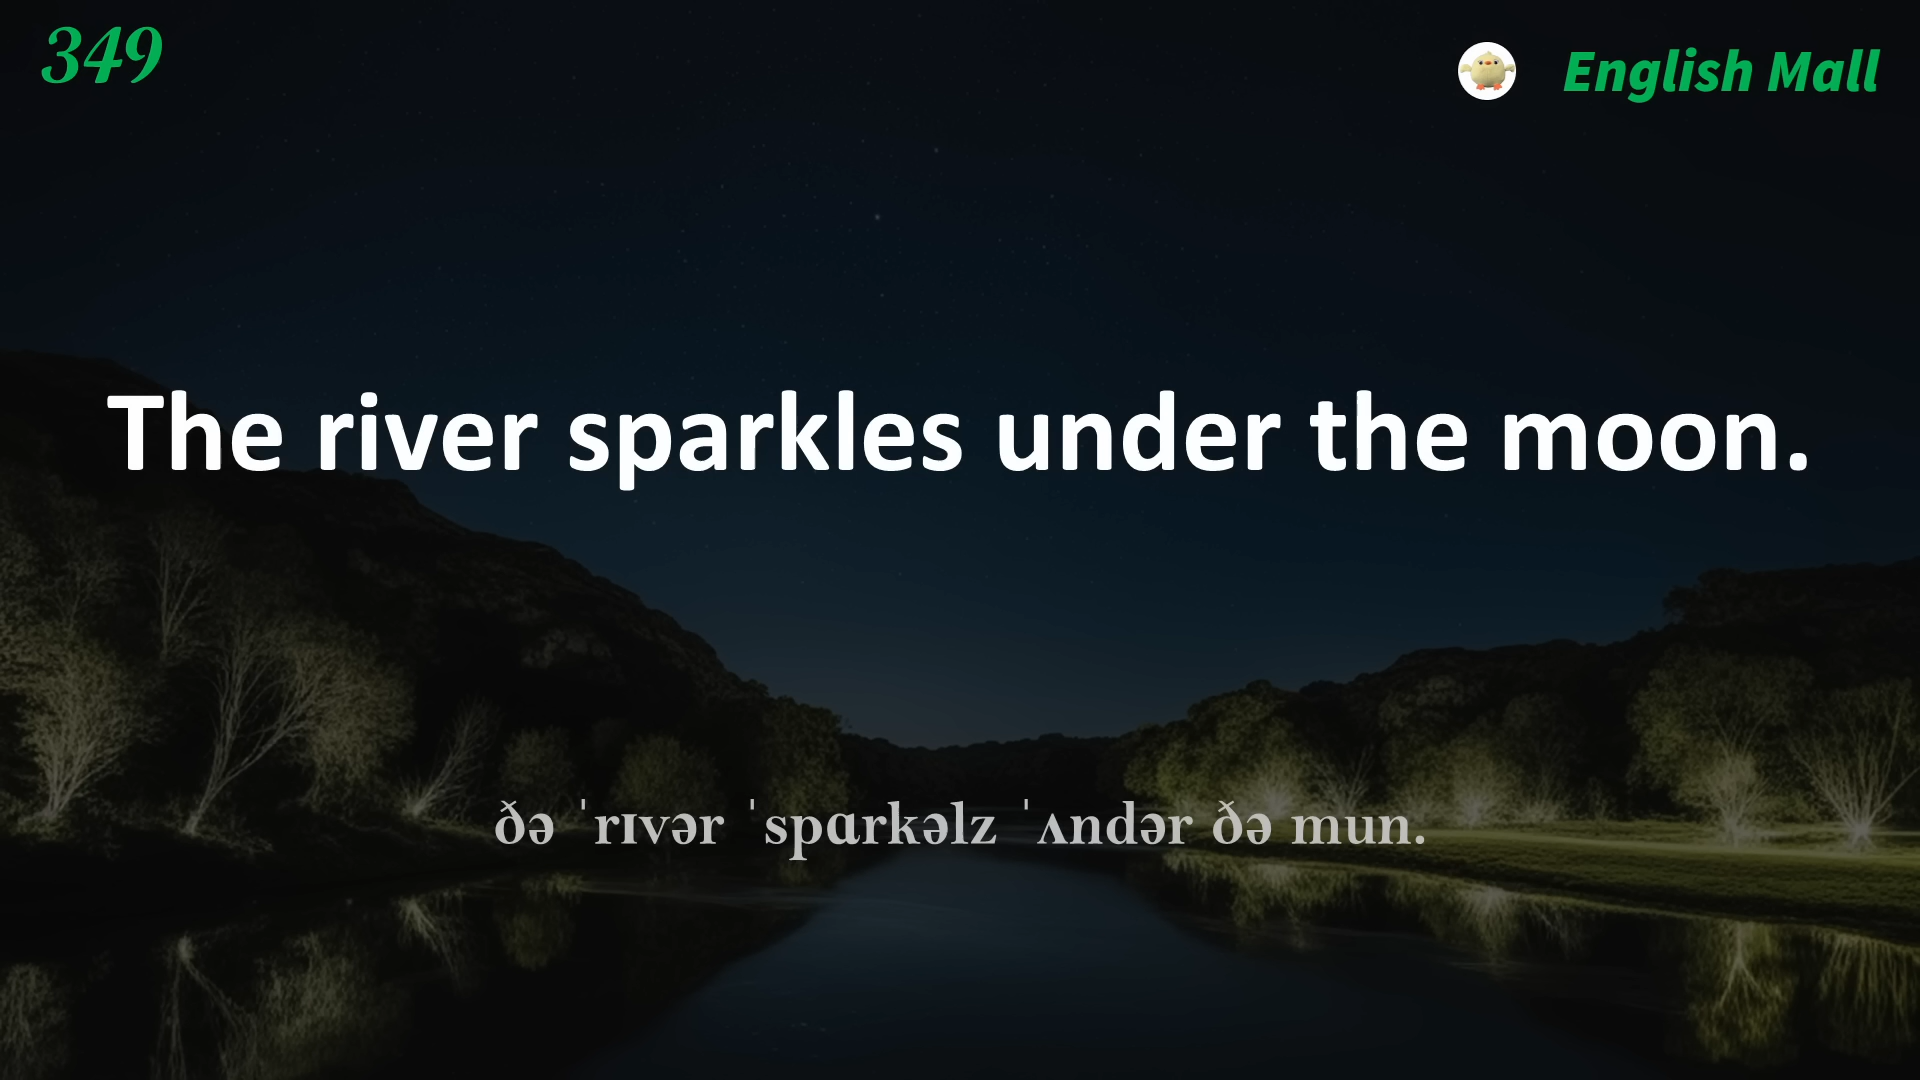 349
English Mall
The river sparkles under the moon.
ðə ˈrɪvər ˈspɑrkəlz ˈʌndər ðə mun.